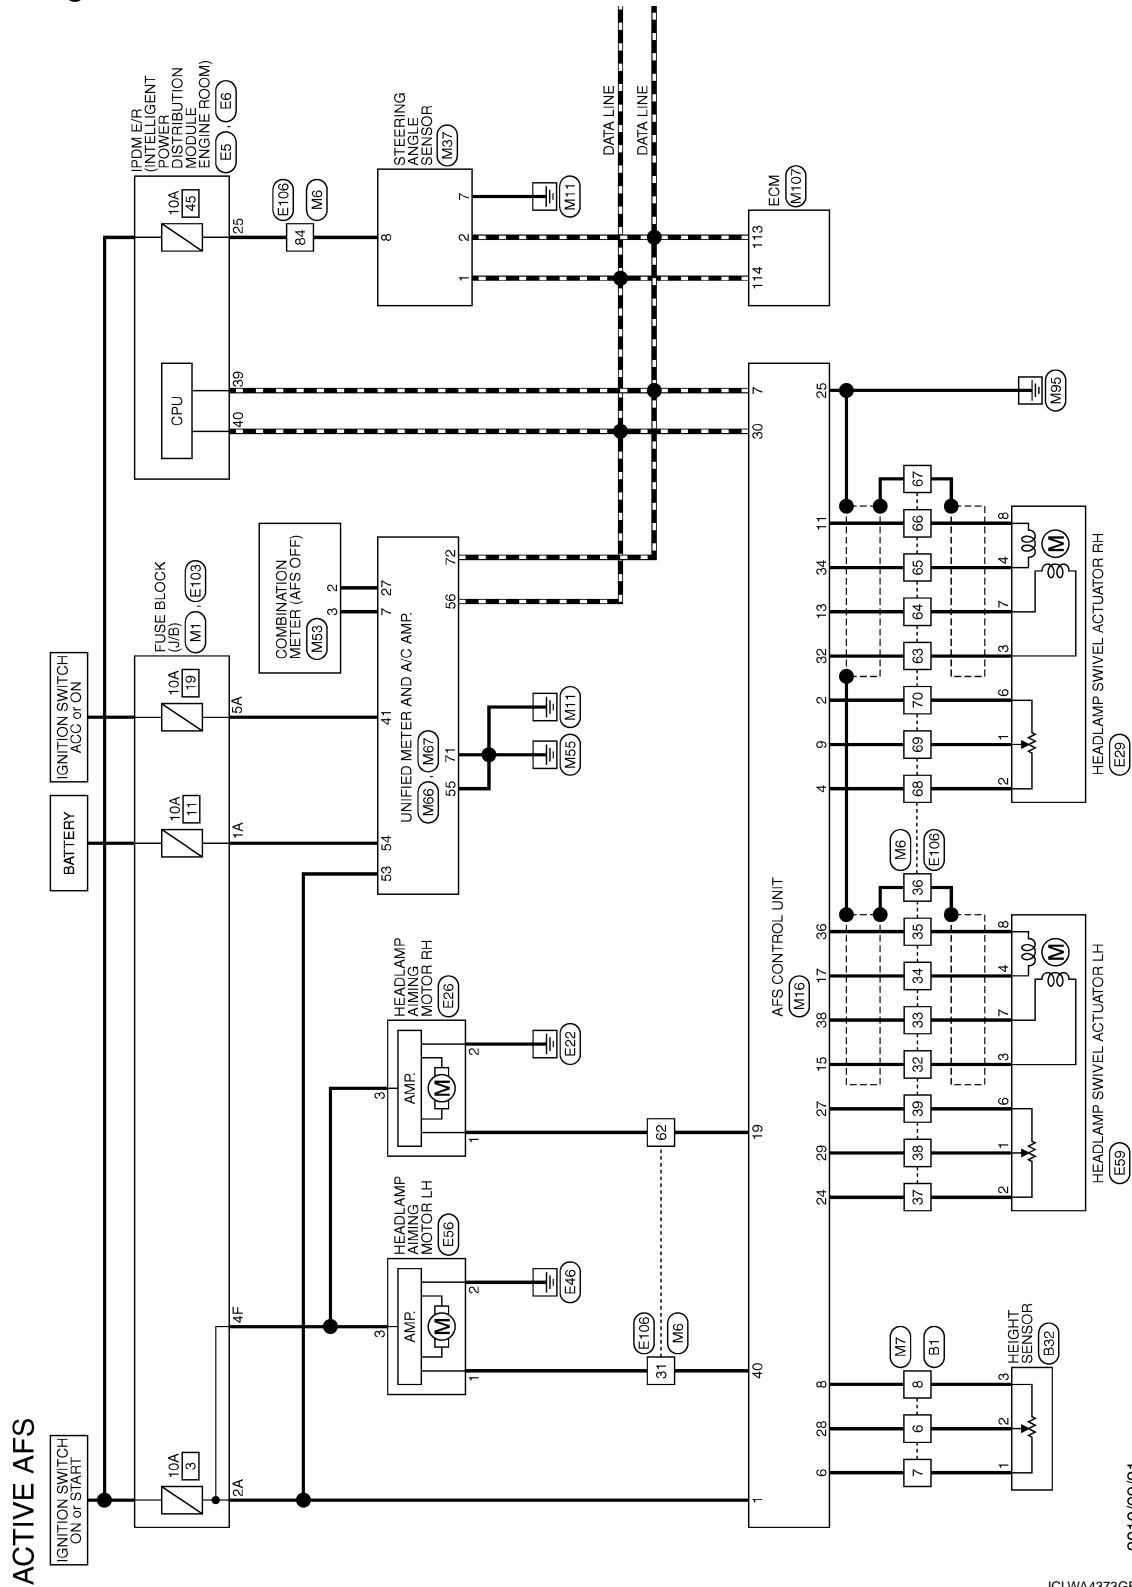 ACTIVE AFS
IGNITION SWITCH
ON or START
BATTERY
IGNITION SWITCH
ACC or ON
10A
3
10A
11
10A
19
FUSE BLOCK
(J/B)
M1 , E103
2A
4F
1A
5A
IPDM E/R
(INTELLIGENT
POWER
DISTRIBUTION
MODULE
ENGINE ROOM)
E5 , E6
CPU
10A
45
40
39
25
84
E106
M6
COMBINATION
METER (AFS OFF)
M53
3
2
7
27
53
54
41
UNIFIED METER AND A/C AMP.
M66 , M67
55
71
56
72
M55
M11
STEERING
ANGLE
SENSOR
M37
8
1
2
7
M11
DATA LINE
DATA LINE
HEADLAMP
AIMING
MOTOR LH
E56
3
AMP.
M
1
2
E46
HEADLAMP
AIMING
MOTOR RH
E26
3
AMP.
M
1
2
E22
31
E106
M6
62
1
40
19
30
7
AFS CONTROL UNIT
M16
114
113
ECM
M107
6
28
8
24
29
27
15
38
17
36
4
9
2
32
13
34
11
25
7
6
8
M7
B1
37
38
39
32
33
34
35
36
M6
E106
68
69
70
63
64
65
66
67
M95
1
2
3
HEIGHT
SENSOR
B32
2
1
6
3
7
4
8
M
HEADLAMP SWIVEL ACTUATOR LH
E59
2
1
6
3
7
4
8
M
HEADLAMP SWIVEL ACTUATOR RH
E29